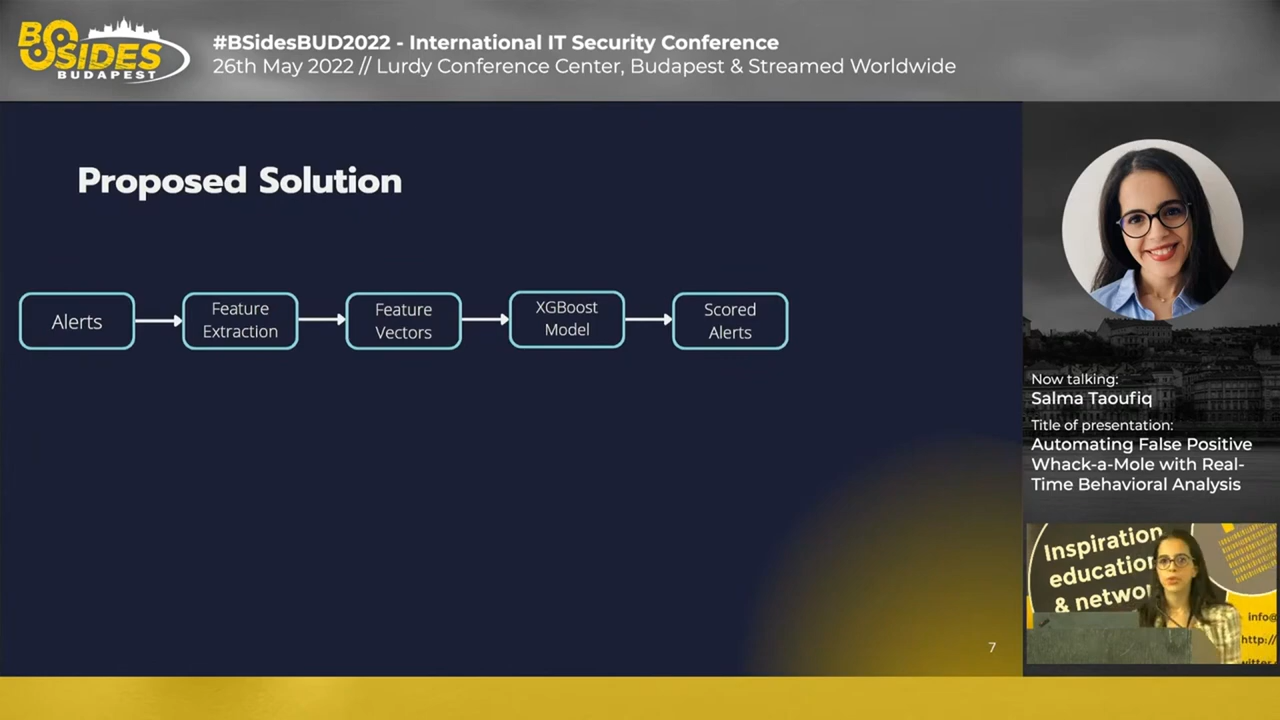 BSIDES
BUDAPEST
#BSidesBUD2022 - International IT Security Conference
26th May 2022 // Lurdy Conference Center, Budapest & Streamed Worldwide
Proposed Solution
Alerts
Feature
Extraction
Feature
Vectors
XGBoost
Model
Scored
Alerts
7
Now talking:
Salma Taoufiq
Title of presentation:
Automating False Positive
Whack-a-Mole with Real-
Time Behavioral Analysis
Inspiration,
education
& netwo
info@
http://
witter.